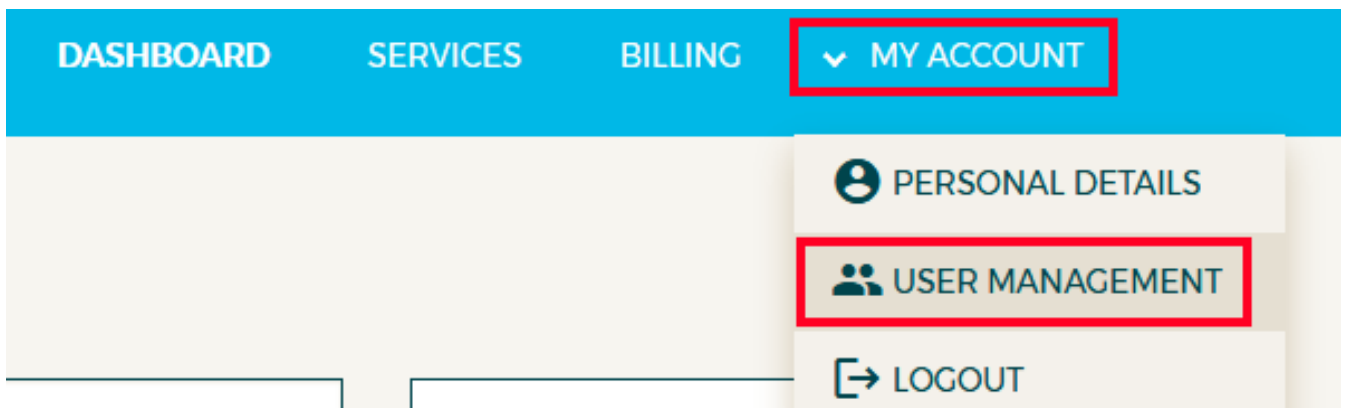 DASHBOARD SERVICES BILLING MY ACCOUNT
PERSONAL DETAILS
USER MANAGEMENT
LOGOUT